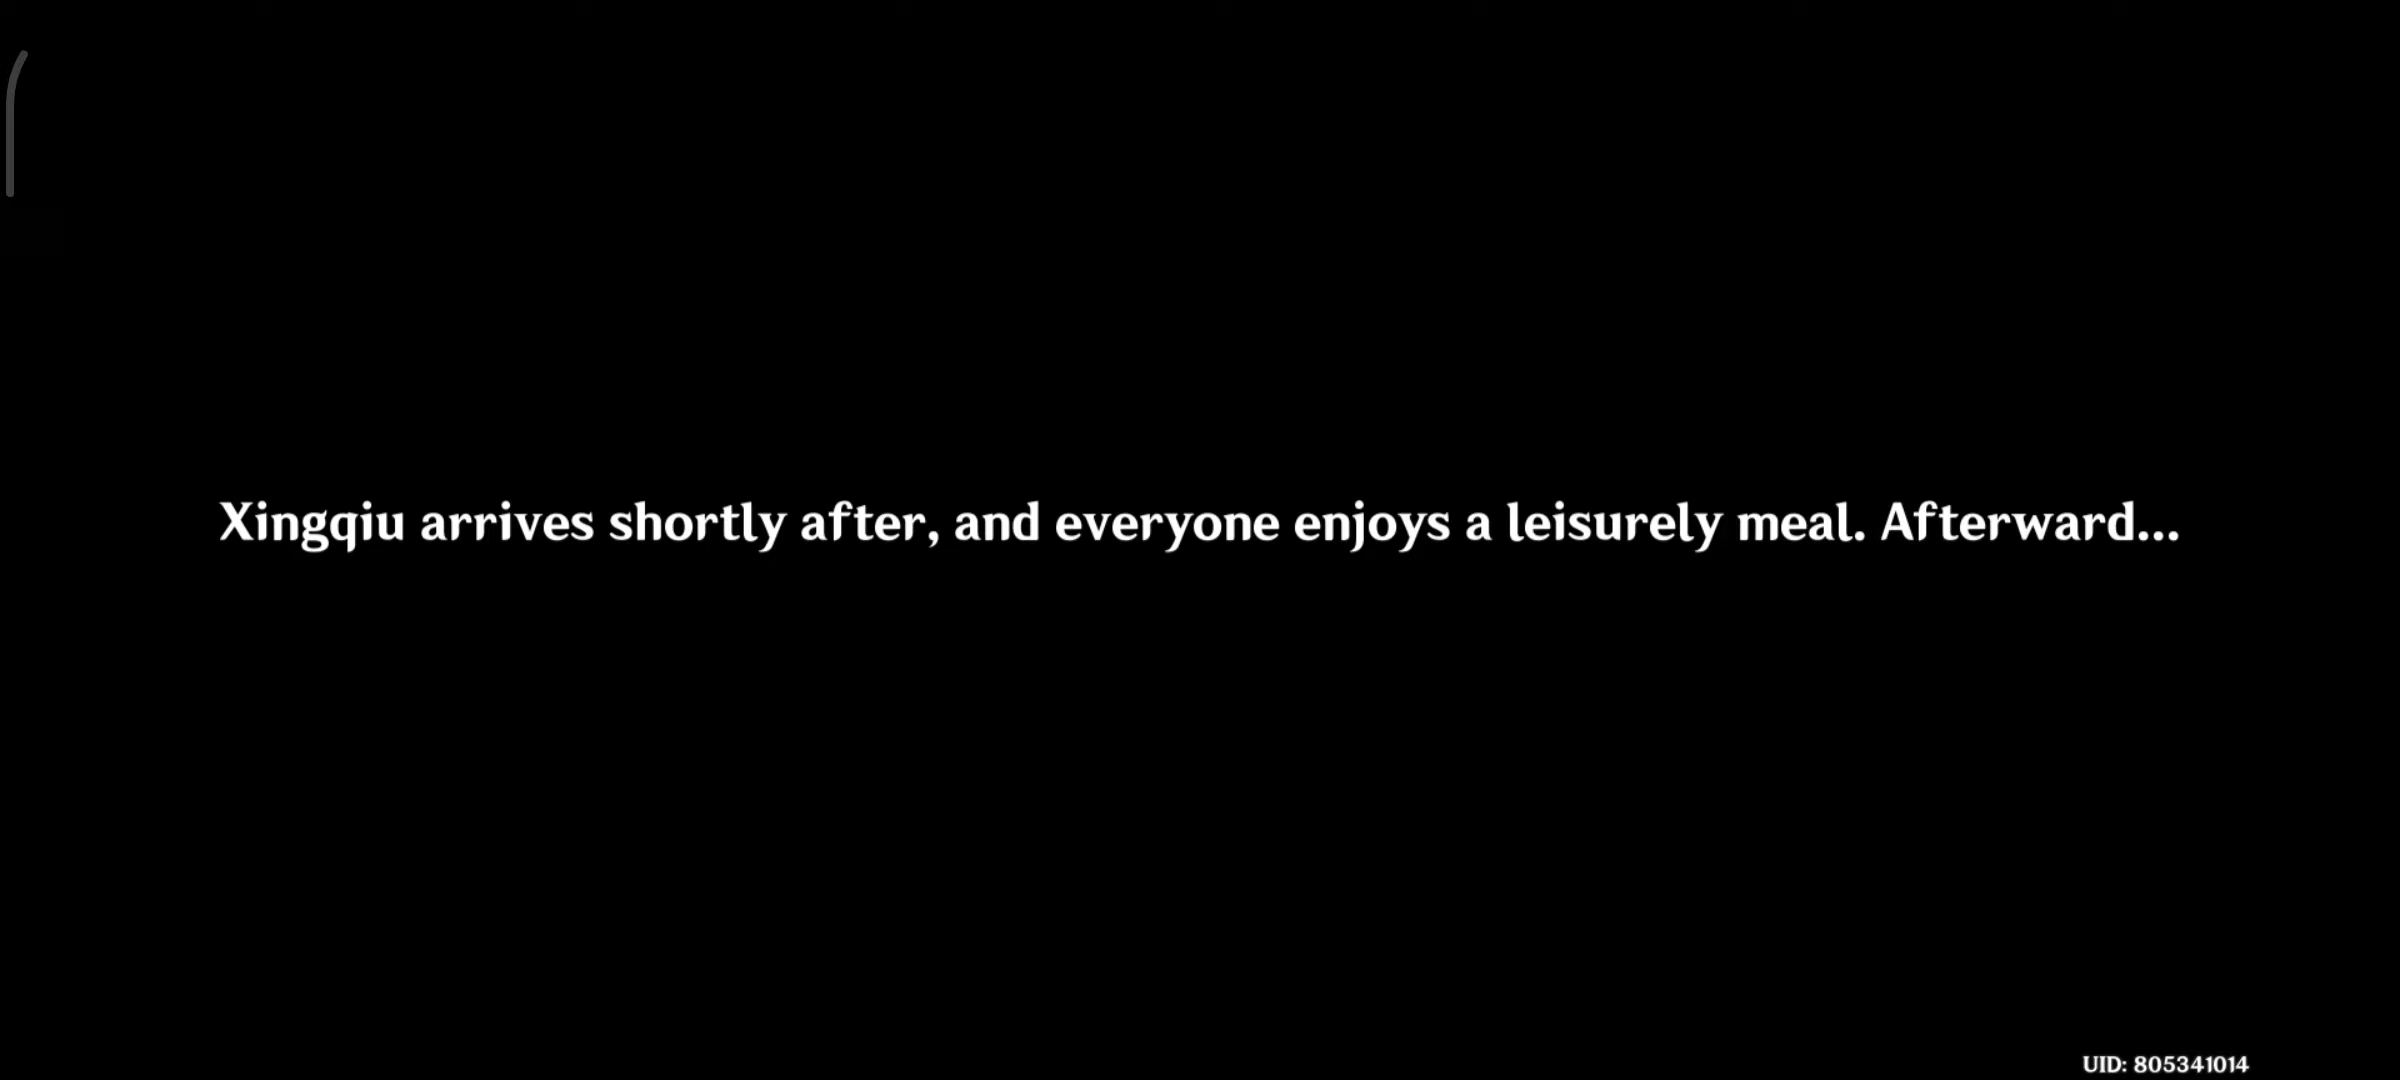 Xingqiu arrives shortly after, and everyone enjoys a leisurely meal. Afterward...
UID: 805341014